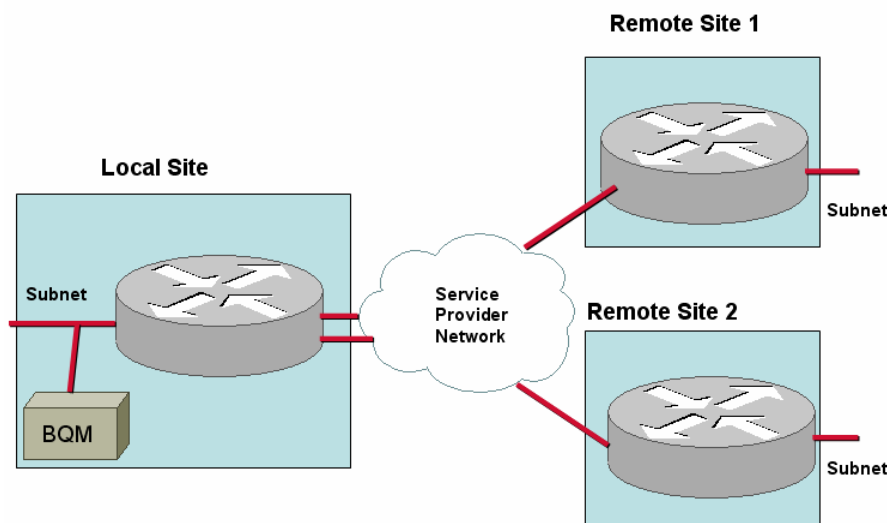 Remote Site 1
Local Site
Subnet
Subnet
Service
Provider
Network
Remote Site 2
BQM
Subnet